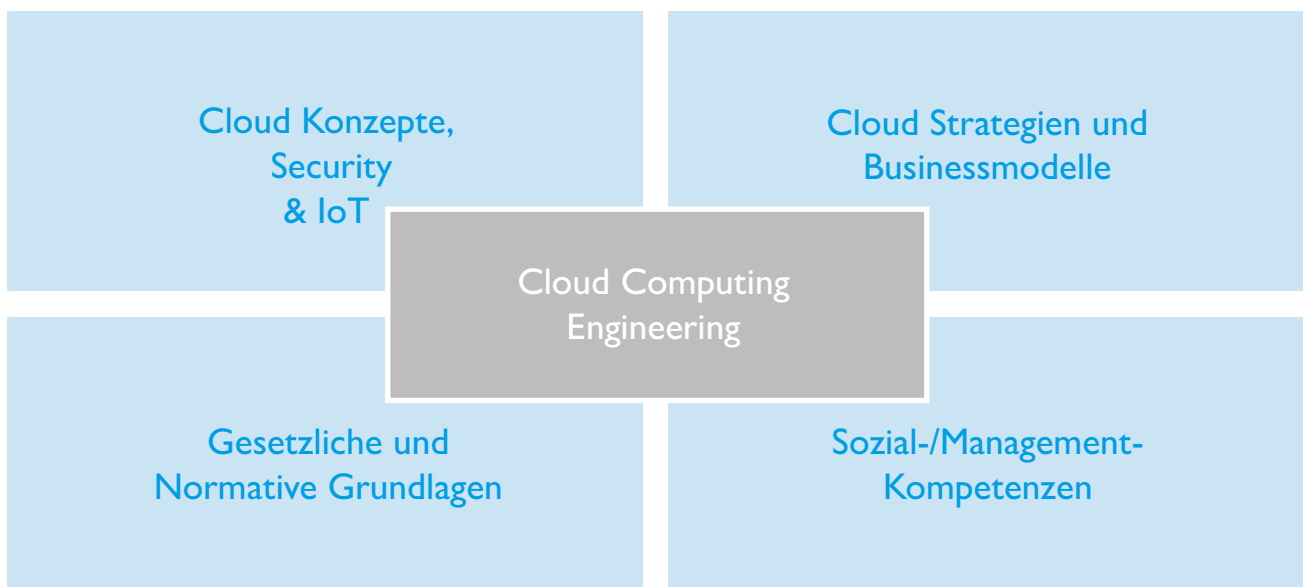 Cloud Konzepte,
Security
& IoT
Cloud Strategien und
Businessmodelle
Cloud Computing
Engineering
Gesetzliche und
Normative Grundlagen
Sozial-/Management-
Kompetenzen